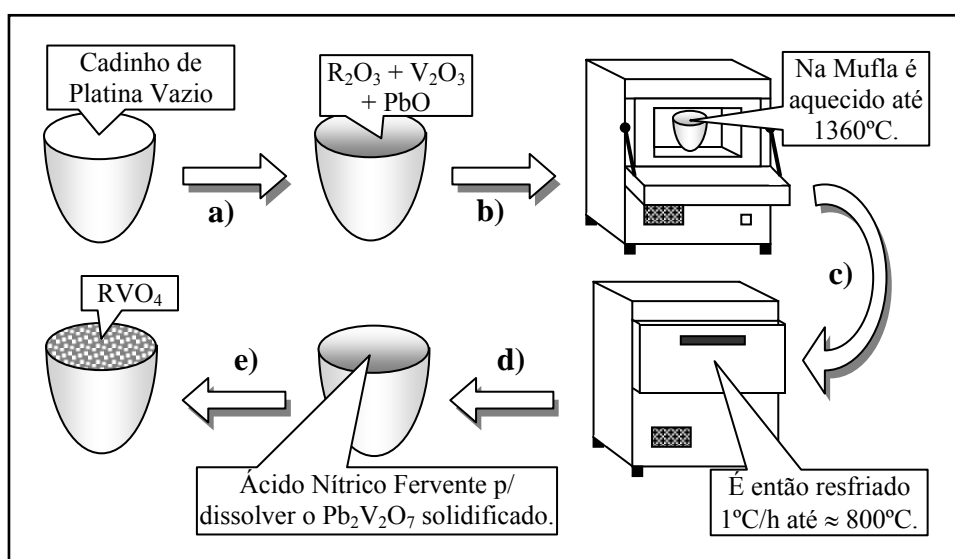 Cadinho de
Platina Vazio
R₂O₃ + V₂O₃
+ PbO
Na Mufla é
aquecido até
1360ºC.
a)
b)
c)
RVO₄
e)
d)
Ácido Nítrico Fervente p/
dissolver o Pb₂V₂O₇ solidificado.
É então resfriado
1ºC/h até ≈ 800ºC.